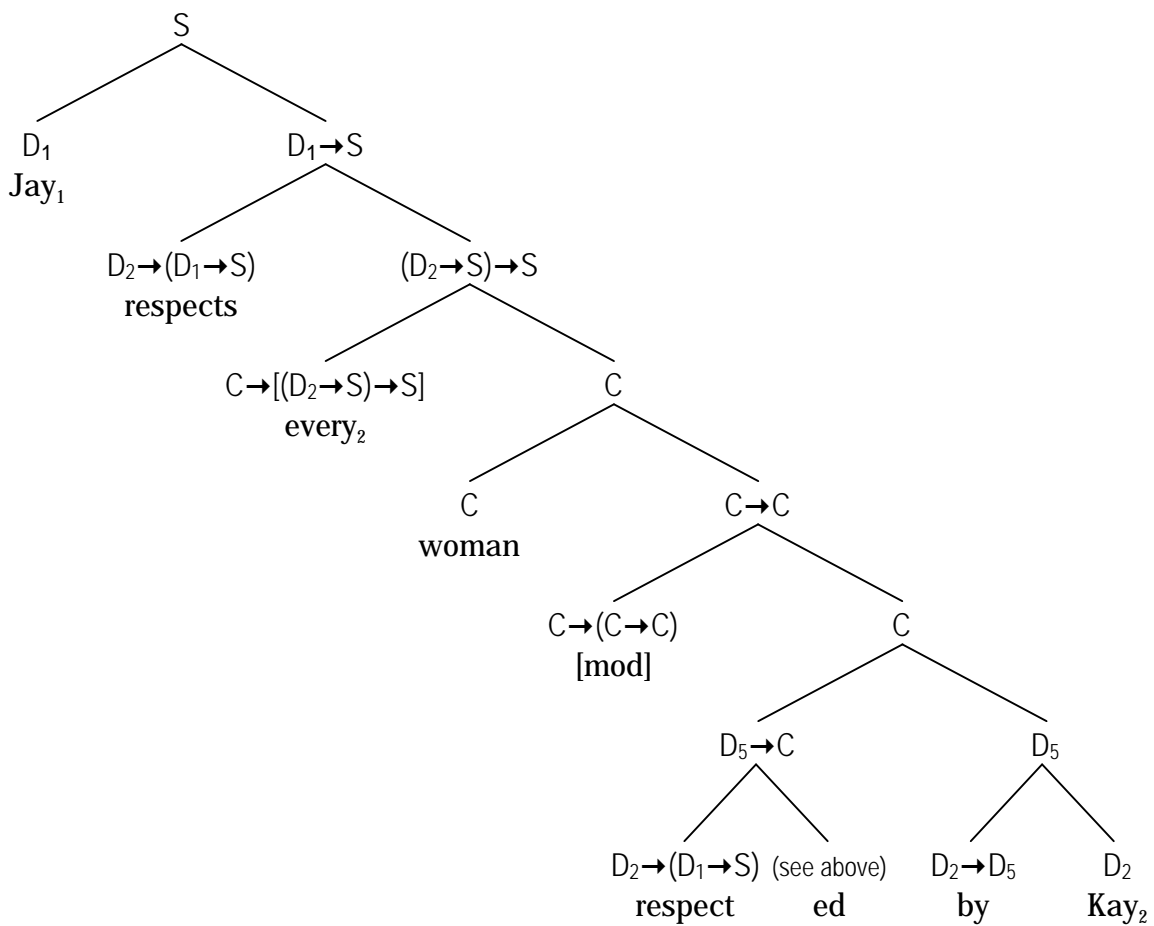 S
D₁ D₁→S
Jay₁
D₂→(D₁→S) (D₂→S)→S
respects
C→[(D₂→S)→S] C
every₂
C C→C
woman
C→(C→C) C
[mod]
D₅→C D₅
D₂→(D₁→S) (see above) D₂→D₅ D₂
respect ed by Kay₂